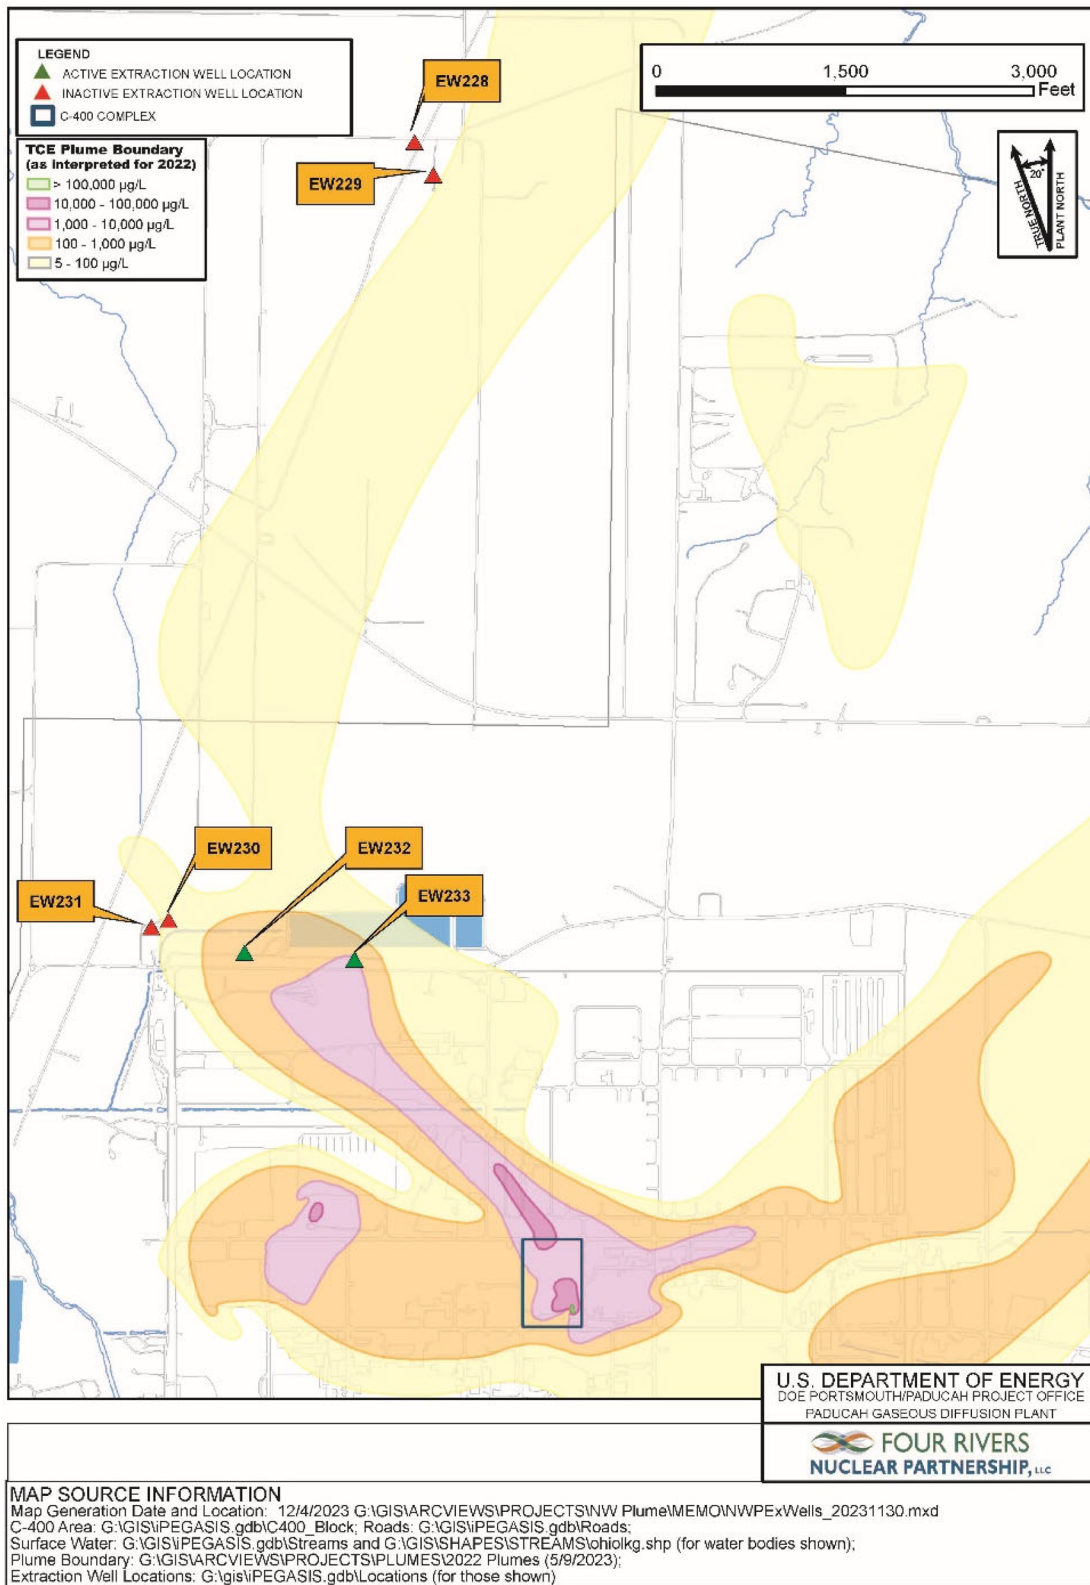 LEGEND
ACTIVE EXTRACTION WELL LOCATION
INACTIVE EXTRACTION WELL LOCATION
C-400 COMPLEX
TCE Plume Boundary
(as interpreted for 2022)
> 100,000 µg/L
10,000 - 100,000 µg/L
1,000 - 10,000 µg/L
100 - 1,000 µg/L
5 - 100 µg/L
EW228
EW229
0 1,500 3,000
Feet
20°
TRUE NORTH
PLANT NORTH
EW230
EW232
EW231
EW233
U.S. DEPARTMENT OF ENERGY
DOE PORTSMOUTH/PADUCAH PROJECT OFFICE
PADUCAH GASEOUS DIFFUSION PLANT
FOUR RIVERS
NUCLEAR PARTNERSHIP, LLC
MAP SOURCE INFORMATION
Map Generation Date and Location: 12/4/2023 G:\GIS\ARCVIEWS\PROJECTS\NW Plume\MEMO\NWPExWells_20231130.mxd
C-400 Area: G:\GIS\iPEGASIS.gdb\C400_Block; Roads: G:\GIS\iPEGASIS.gdb\Roads;
Surface Water: G:\GIS\iPEGASIS.gdb\Streams and G:\GIS\SHAPES\STREAMS\ohiolkg.shp (for water bodies shown);
Plume Boundary: G:\GIS\ARCVIEWS\PROJECTS\PLUMES\2022 Plumes (5/9/2023);
Extraction Well Locations: G:\gis\iPEGASIS.gdb\Locations (for those shown)